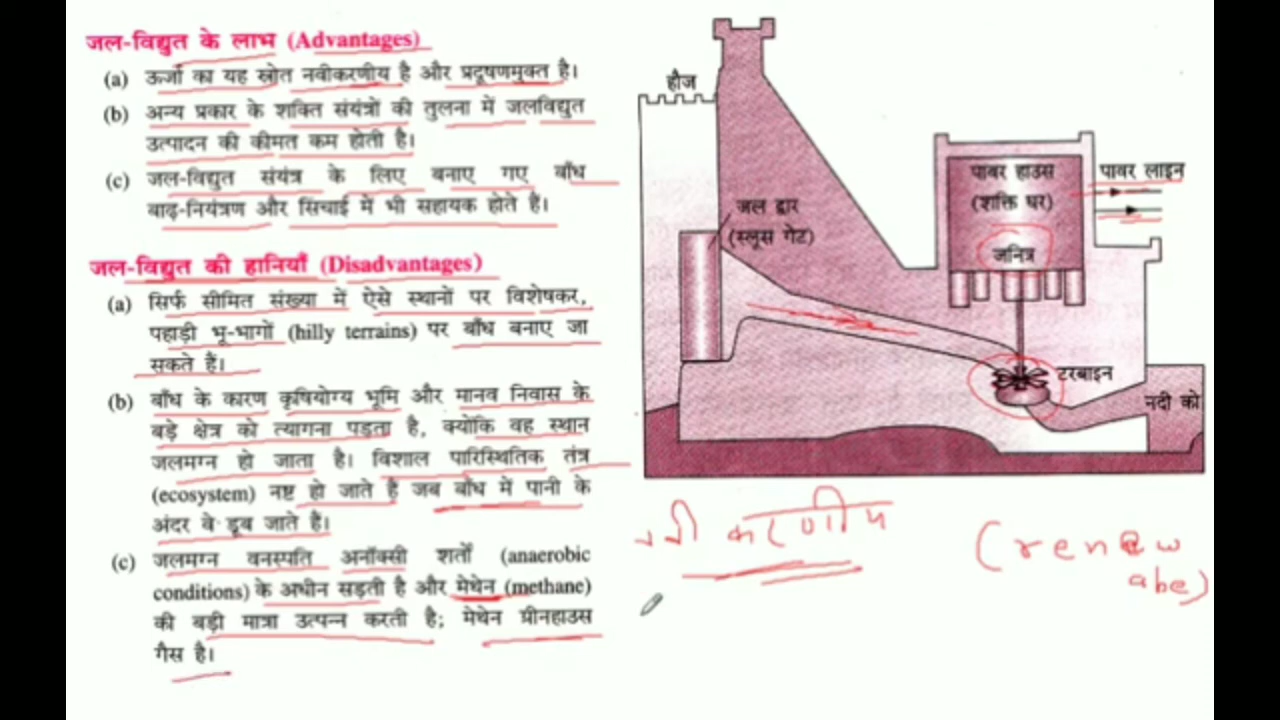 जल-विद्युत के लाभ (Advantages)
(a) ऊर्जा का यह स्रोत नवीकरणीय है और प्रदूषणमुक्त है।
(b) अन्य प्रकार के शक्ति संयंत्रों की तुलना में जलविद्युत
उत्पादन की कीमत कम होती है।
(c) जल-विद्युत संयंत्र के लिए बनाए गए बाँध
बाढ़-नियंत्रण और सिंचाई में भी सहायक होते है।
जल-विद्युत की हानियाँ (Disadvantages)
(a) सिर्फ सीमित संख्या में ऐसे स्थानों पर विशेषकर,
पहाड़ी भू-भागों (hilly terrains) पर बाँध बनाए जा
सकते हैं।
(b) बाँध के कारण कृषियोग्य भूमि और मानव निवास के
बड़े क्षेत्र को त्यागना पड़ता है, क्योंकि वह स्थान
जलमग्न हो जाता है। विशाल पारिस्थितिक तंत्र
(ecosystem) नष्ट हो जाते है जब बाँध में पानी के
अंदर वे डूब जाते हैं।
(c) जलमग्न वनस्पति अनॉक्सी शर्तों (anaerobic
conditions) के अधीन सड़ती है और मेथेन (methane)
की बड़ी मात्रा उत्पन्न करती है; मेथेन ग्रीनहाउस
गैस है।
हौज
जल द्वार
(स्लूस गेट)
पावर हाउस
(शक्ति घर)
जनित्र
पावर लाइन
टरबाइन
नदी को
नवीकरणीय
(renew
abe)